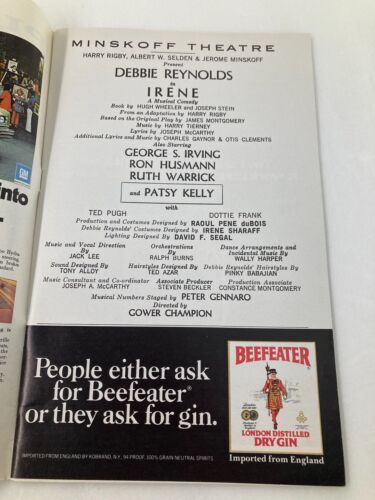 MINSKOFF THEATRE
HARRY RIGBY, ALBERT W. SELDEN & JEROME MINSKOFF
Present
DEBBIE REYNOLDS
in
IRENE
A Musical Comedy
Book by HUGH WHEELER and JOSEPH STEIN
From an Adaptation by HARRY RIGBY
Based on the Original Play by JAMES MONTGOMERY
Music by HARRY TIERNEY
Lyrics by JOSEPH McCARTHY
Additional Lyrics and Music by CHARLES GAYNOR & OTIS CLEMENTS
Also Starring
GEORGE S. IRVING
RON HUSMANN
RUTH WARRICK
and PATSY KELLY
with
TED PUGH DOTTIE FRANK
Production and Costumes Designed by RAOUL PENE duBOIS
Debbie Reynolds' Costumes Designed by IRENE SHARAFF
Lighting Designed By DAVID F. SEGAL
Music and Vocal Direction
By
JACK LEE
Orchestrations
By
RALPH BURNS
Dance Arrangements and
Incidental Music By
WALLY HARPER
Sound Designed By
TONY ALLOY
Hairstyles Designed By
TED AZAR
Debbie Reynolds' Hairstyles By
PINKY BABAJIAN
Music Consultant and Co-ordinator
JOSEPH A. McCARTHY
Associate Producer
STEVEN BECKLER
Production Associate
CONSTANCE MONTGOMERY
Musical Numbers Staged by PETER GENNARO
Directed by
GOWER CHAMPION
People either ask
for Beefeater®
or they ask for gin.
IMPORTED FROM ENGLAND BY KOBRAND, N.Y., 94 PROOF, 100% GRAIN NEUTRAL SPIRITS
BEEFEATER
LONDON DISTILLED
DRY GIN
Imported from England
GM
into